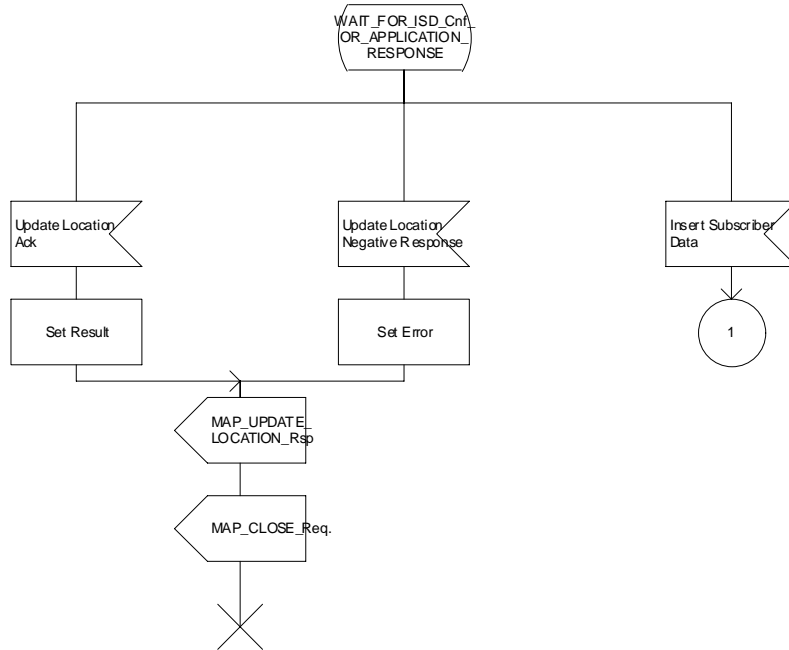 WAIT_FOR_ISD_Cnf_
OR_APPLICATION_
RESPONSE
Update Location
Ack
Update Location
Negative Response
Insert Subscriber
Data
Set Result
Set Error
1
MAP_UPDATE_
LOCATION_Rsp
MAP_CLOSE_Req.